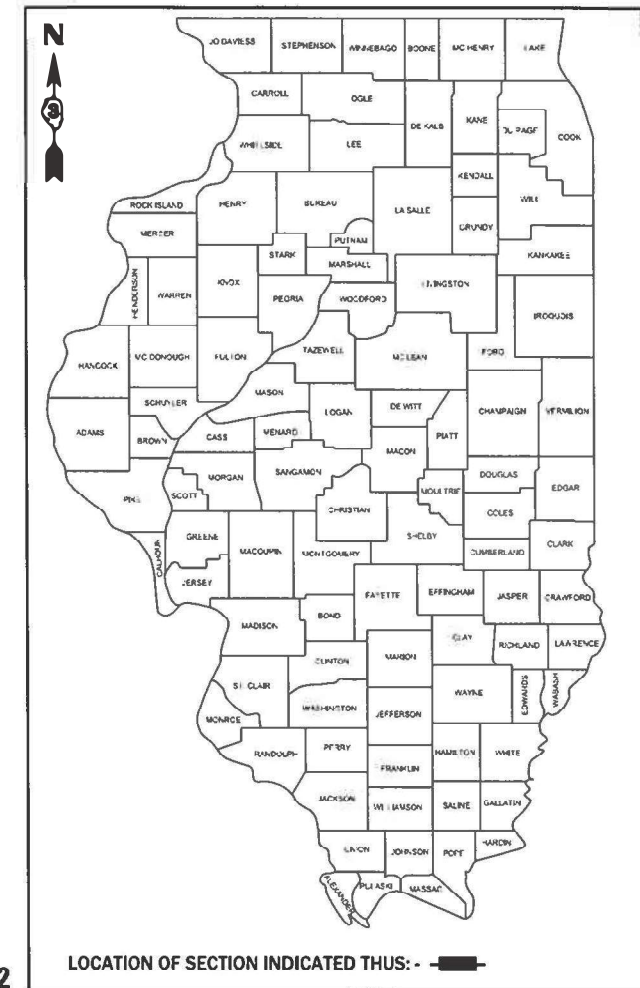 N
3
JO DAVIESS STEPHENSON WINNEBAGO BOONE MC HENRY LAKE
CARROLL OGLE DE KALB KANE DU PAGE COOK
WHITESIDE LEE
KENDALL WILL
ROCK ISLAND HENRY BUREAU LA SALLE
PUTNAM GRUNDY
MERCER
STARK MARSHALL KANKAKEE
HENDERSON WARREN KNOX PEORIA WOODFORD LIVINGSTON IROQUOIS
HANCOCK MC DONOUGH FULTON TAZEWELL MC LEAN FORD
MASON
SCHUYLER LOGAN DE WITT CHAMPAIGN VERMILION
ADAMS BROWN CASS MENARD MACON PIATT
PIKE SCOTT MORGAN SANGAMON MOULTRIE DOUGLAS EDGAR
CHRISTIAN COLES
CALHOUN GREENE MACOUPIN MONTGOMERY SHELBY CUMBERLAND CLARK
JERSEY
FAYETTE EFFINGHAM JASPER CRAWFORD
MADISON BOND
CLAY RICHLAND LAWRENCE
CLINTON MARION
ST CLAIR WAYNE EDWARDS WABASH
MONROE WASHINGTON JEFFERSON
RANDOLPH PERRY HAMILTON WHITE
FRANKLIN
JACKSON WILLIAMSON SALINE GALLATIN
UNION JOHNSON POPE HARDIN
ALEXANDER PULASKI MASSAC
LOCATION OF SECTION INDICATED THUS: -
2